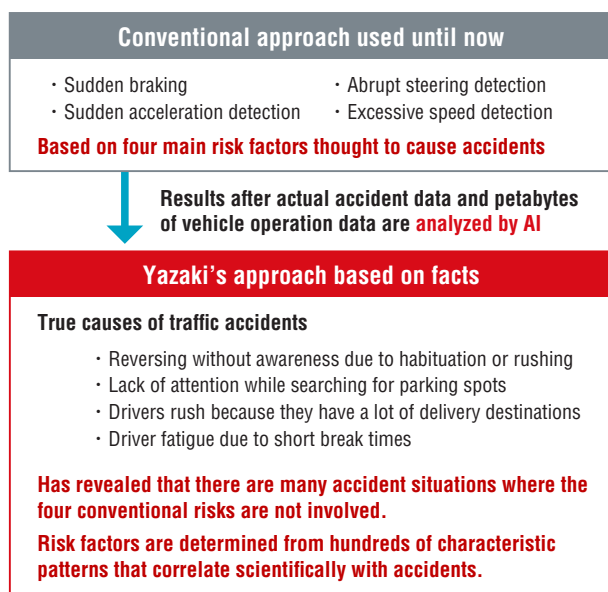 Conventional approach used until now
・Sudden braking
・Abrupt steering detection
・Sudden acceleration detection
・Excessive speed detection
Based on four main risk factors thought to cause accidents
Results after actual accident data and petabytes
of vehicle operation data are analyzed by AI
Yazaki's approach based on facts
True causes of traffic accidents
・Reversing without awareness due to habituation or rushing
・Lack of attention while searching for parking spots
・Drivers rush because they have a lot of delivery destinations
・Driver fatigue due to short break times
Has revealed that there are many accident situations where the
four conventional risks are not involved.
Risk factors are determined from hundreds of characteristic
patterns that correlate scientifically with accidents.